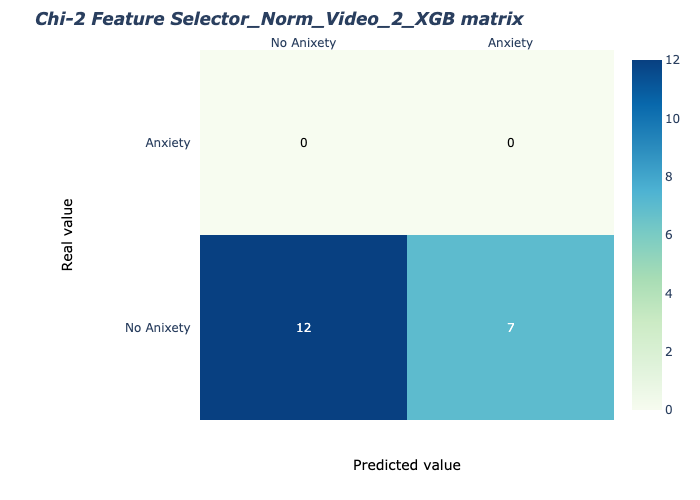 Chi-2 Feature Selector_Norm_Video_2_XGB matrix
No Anixety Anxiety
12
10
8
6
4
2
0
Real value
Anxiety 0 0
No Anixety 12 7
Predicted value